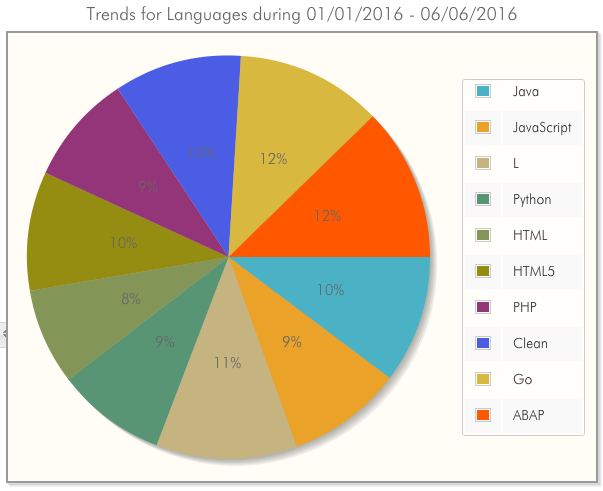 Trends for Languages during 01/01/2016 - 06/06/2016
12%
9%
12%
10%
10%
8%
9%
9%
11%
Java
JavaScript
L
Python
HTML
HTML5
PHP
Clean
Go
ABAP